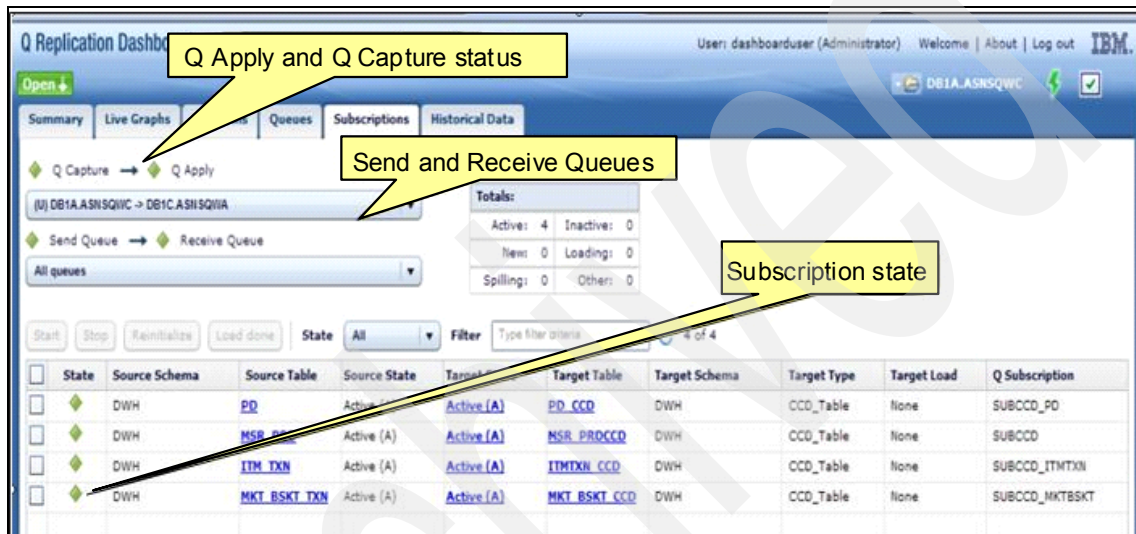 Q Replication Dashbo
User: dashboarduser (Administrator) Welcome | About | Log out IBM.
Q Apply and Q Capture status
Open
DB1A.ASNSQWC
Summary Live Graphs Queues Subscriptions Historical Data
Q Capture → Q Apply
Send and Receive Queues
(U) DB1A.ASNSQWC -> DB1C.ASNSQWA
Totals:
Active: 4 Inactive: 0
Send Queue → Receive Queue
New: 0 Loading: 0
All queues
Spilling: 0 Other: 0
Subscription state
Start Stop Reinitialize Load done State All Filter Type filter criteria 4 of 4
State Source Schema Source Table Source State Target Table Target Schema Target Type Target Load Q Subscription
DWH PD Active (A) Active (A) PD_CCD DWH CCD_Table None SUBCCD_PD
DWH Active (A) Active (A) MSR_PROCCD DWH CCD_Table None SUBCCD
DWH ITM_TXN Active (A) Active (A) ITMTXN_CCD DWH CCD_Table None SUBCCD_ITMTXN
DWH MKT_BSKT_TXN Active (A) Active (A) MKT_BSKT_CCD DWH CCD_Table None SUBCCD_MKTBSKT